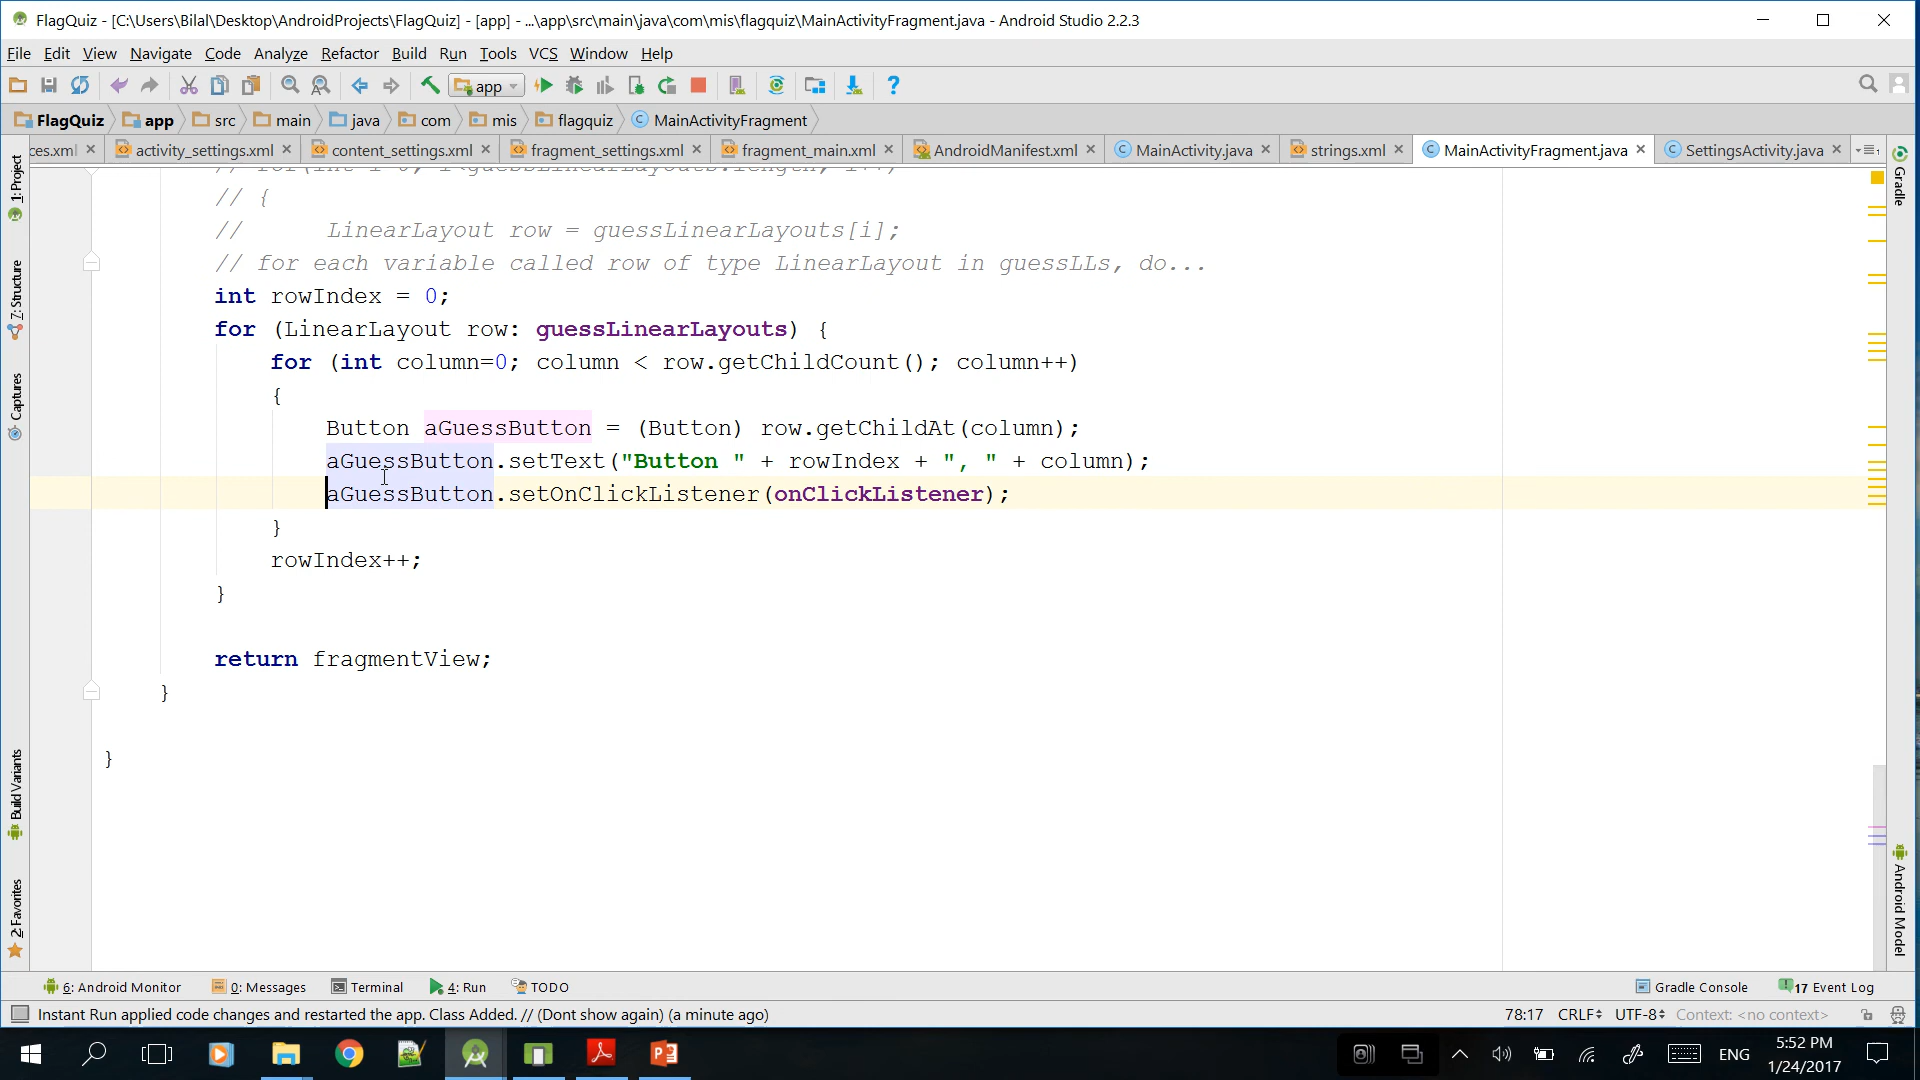 FlagQuiz - [C:\Users\Bilal\Desktop\AndroidProjects\FlagQuiz] - [app] - ...\app\src\main\java\com\mis\flagquiz\MainActivityFragment.java - Android Studio 2.2.3
File Edit View Navigate Code Analyze Refactor Build Run Tools VCS Window Help
app
FlagQuiz app src main java com mis flagquiz MainActivityFragment
ces.xml activity_settings.xml content_settings.xml fragment_settings.xml fragment_main.xml AndroidManifest.xml MainActivity.java strings.xml MainActivityFragment.java SettingsActivity.java
1: Project
7: Structure
Captures
Build Variants
2: Favorites
Gradle
Android Model
// {
//      LinearLayout row = guessLinearLayouts[i];
// for each variable called row of type LinearLayout in guessLLs, do...
int rowIndex = 0;
for (LinearLayout row: guessLinearLayouts) {
for (int column=0; column < row.getChildCount(); column++)
{
Button aGuessButton = (Button) row.getChildAt(column);
aGuessButton.setText("Button " + rowIndex + ", " + column);
aGuessButton.setOnClickListener(onClickListener);
}
rowIndex++;
}
return fragmentView;
}
}
6: Android Monitor 0: Messages Terminal 4: Run TODO Gradle Console 17 Event Log
Instant Run applied code changes and restarted the app. Class Added. // (Dont show again) (a minute ago) 78:17 CRLF UTF-8 Context: <no context>
ENG
5:52 PM
1/24/2017